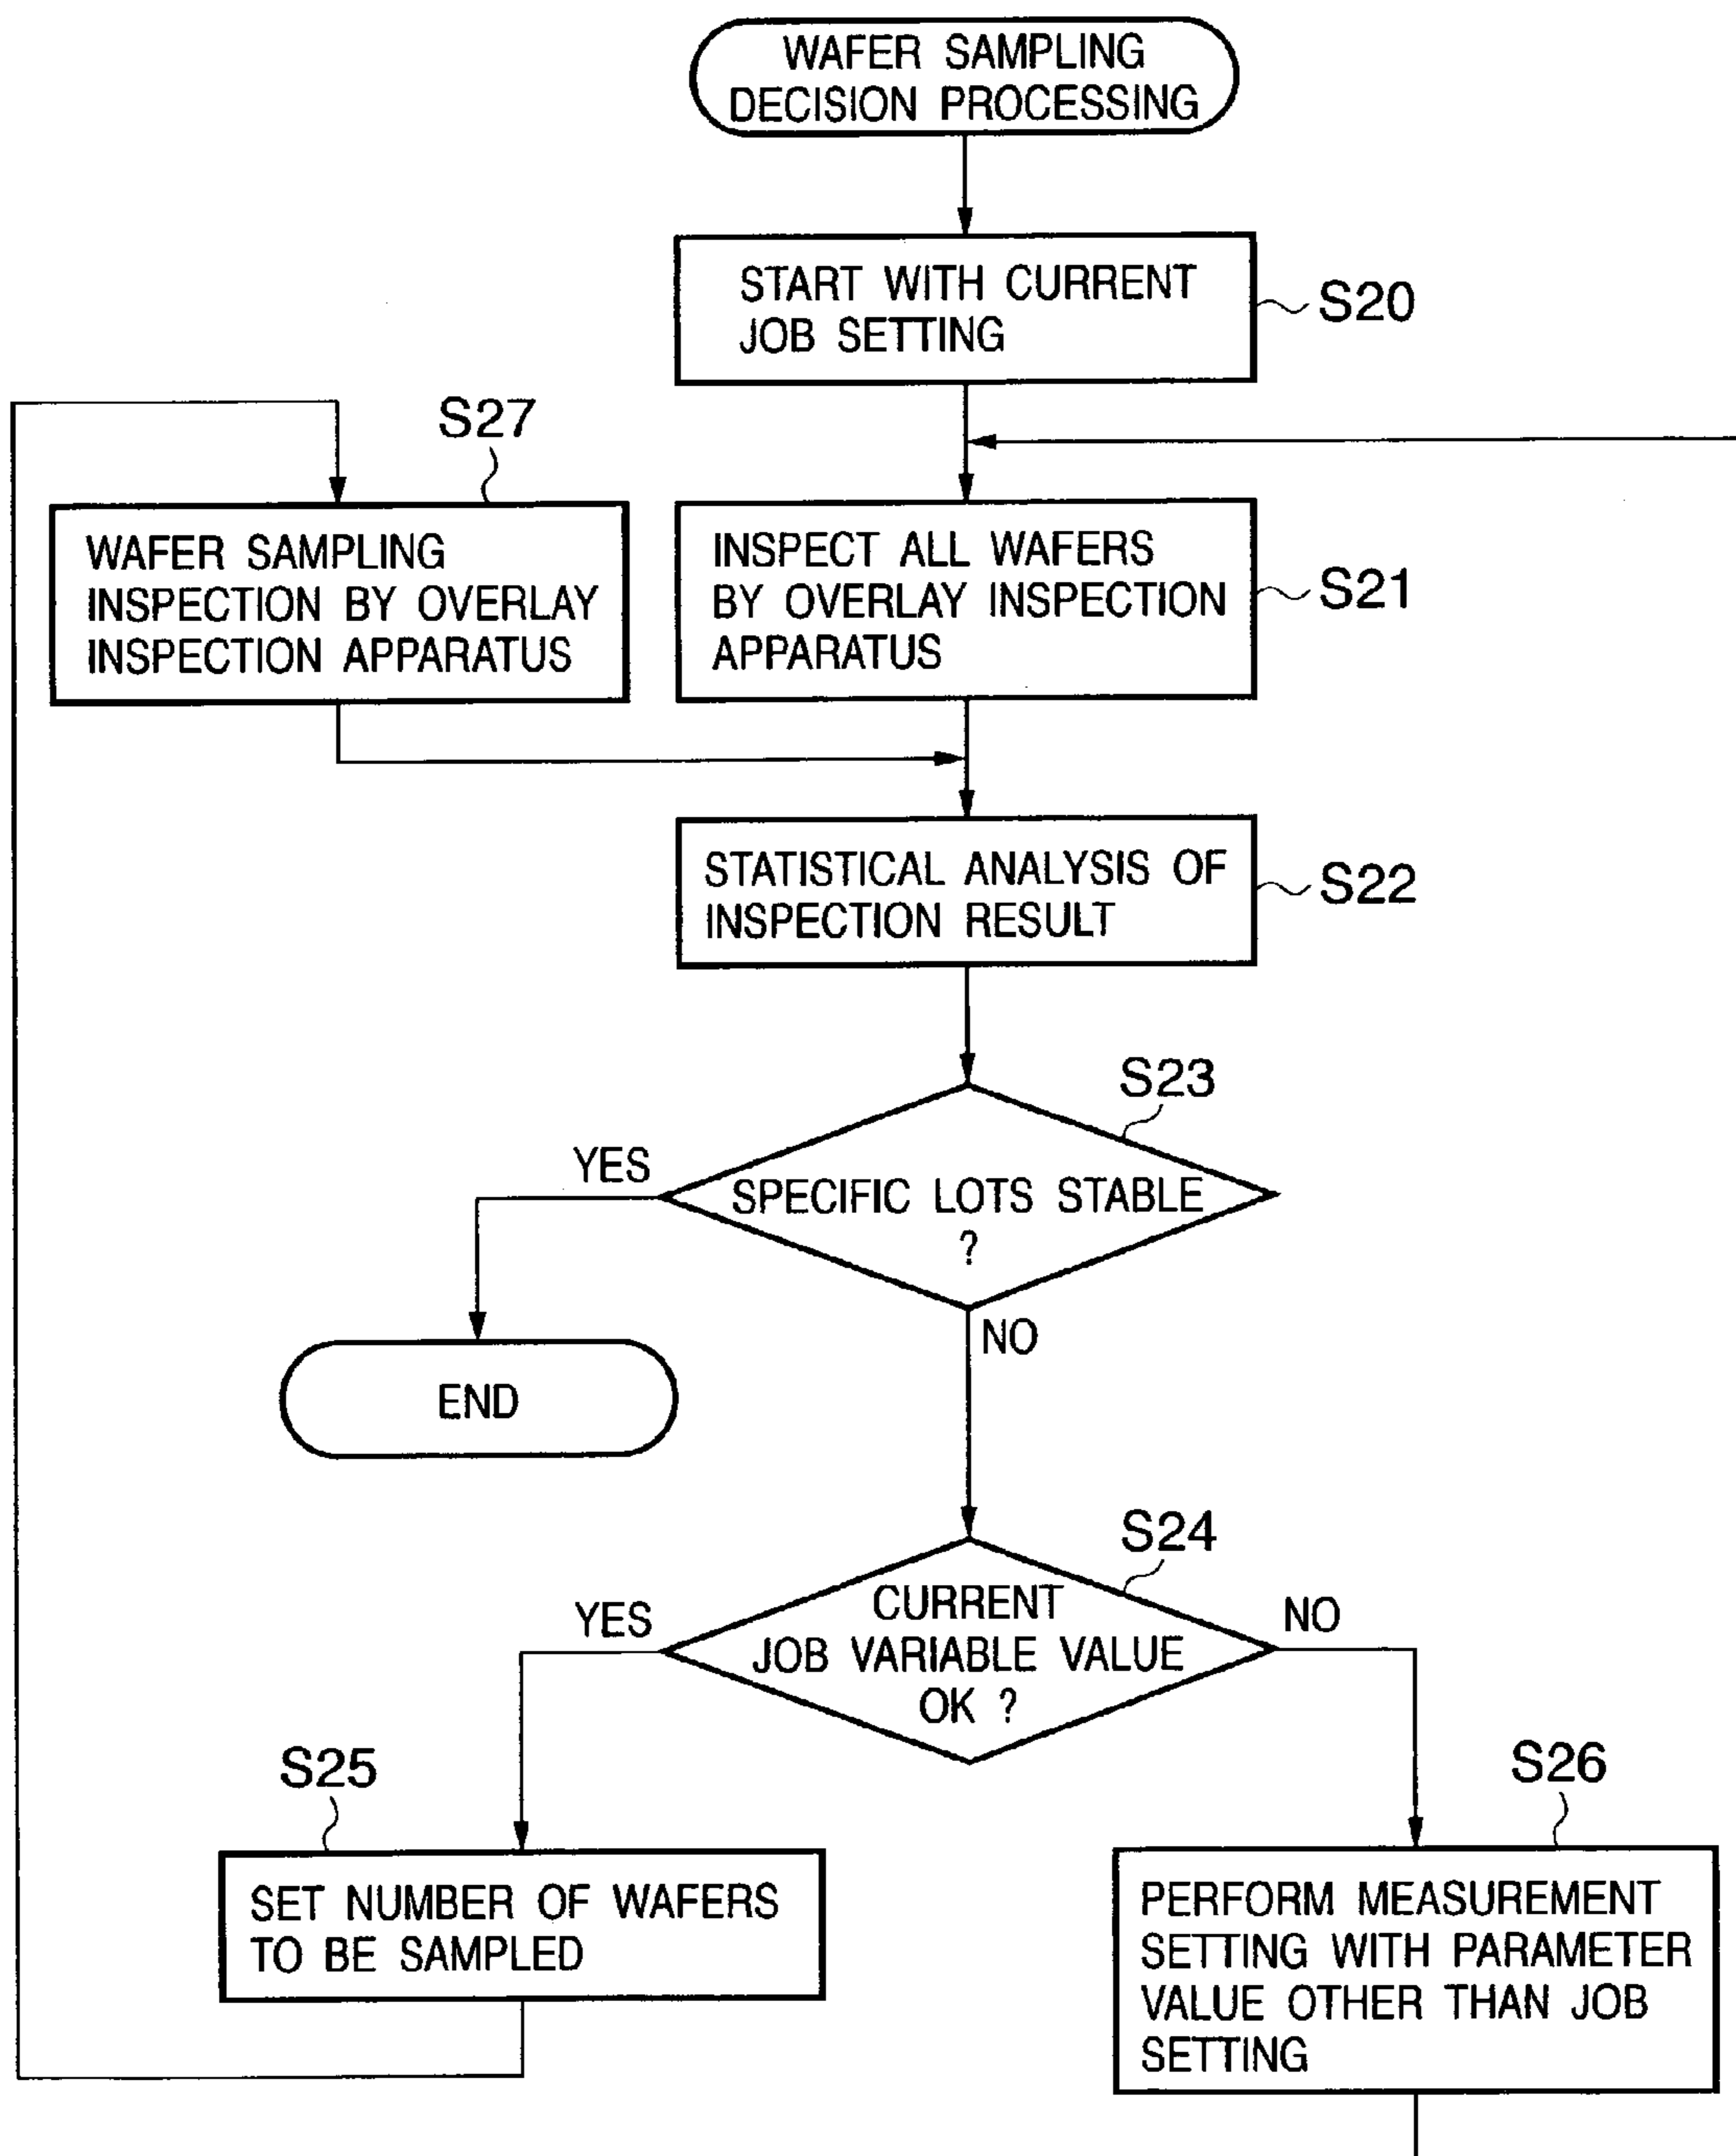 WAFER SAMPLING
DECISION PROCESSING
START WITH CURRENT
JOB SETTING
S20
S27
WAFER SAMPLING
INSPECTION BY OVERLAY
INSPECTION APPARATUS
INSPECT ALL WAFERS
BY OVERLAY INSPECTION
APPARATUS
S21
STATISTICAL ANALYSIS OF
INSPECTION RESULT
S22
S23
YES
SPECIFIC LOTS STABLE
?
NO
END
S24
YES
CURRENT
JOB VARIABLE VALUE
OK ?
NO
S25
SET NUMBER OF WAFERS
TO BE SAMPLED
S26
PERFORM MEASUREMENT
SETTING WITH PARAMETER
VALUE OTHER THAN JOB
SETTING